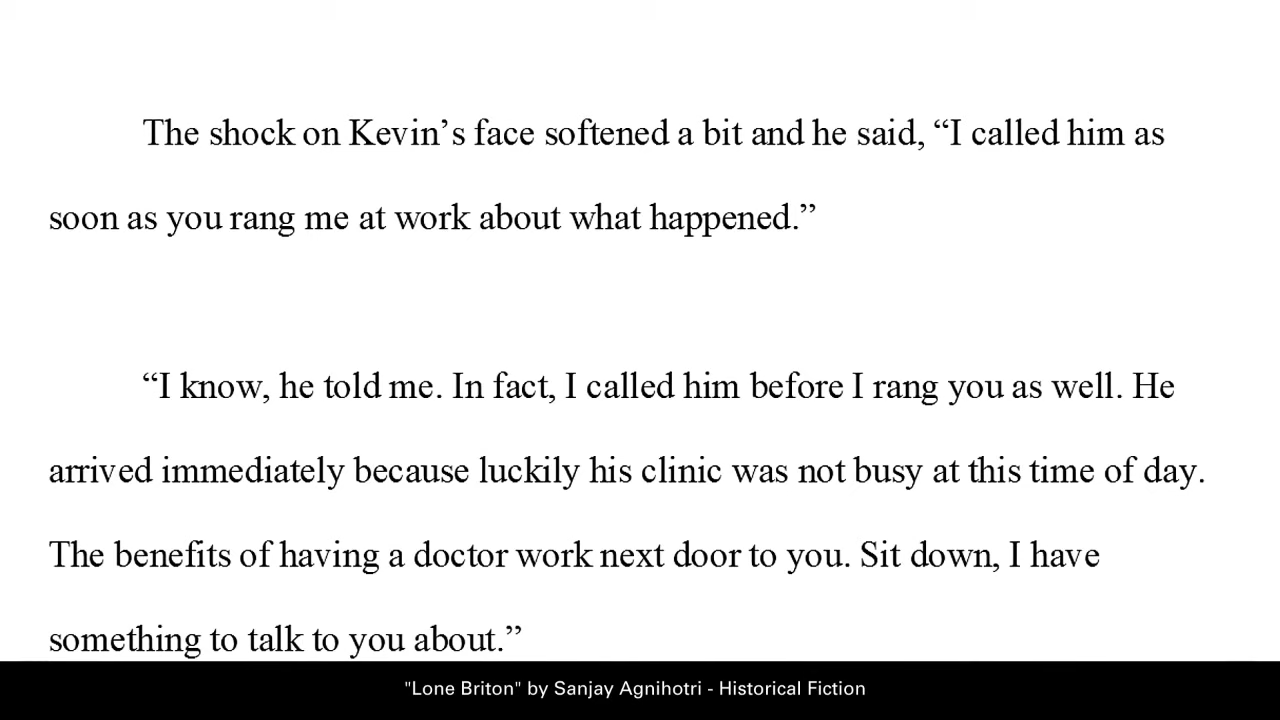 The shock on Kevin’s face softened a bit and he said, “I called him as
soon as you rang me at work about what happened.”
“I know, he told me. In fact, I called him before I rang you as well. He
arrived immediately because luckily his clinic was not busy at this time of day.
The benefits of having a doctor work next door to you. Sit down, I have
something to talk to you about.”
"Lone Briton" by Sanjay Agnihotri - Historical Fiction